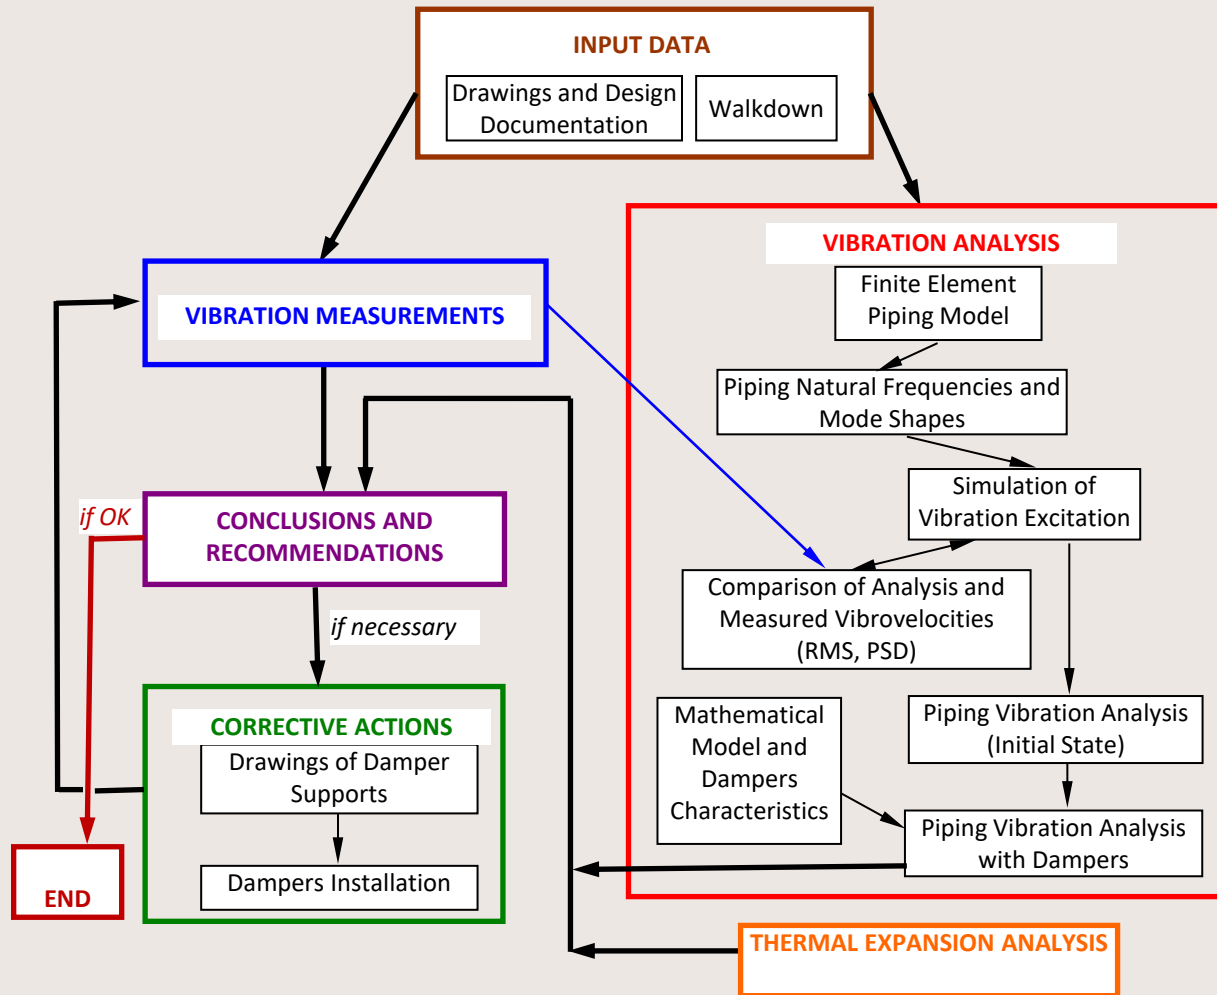 INPUT DATA
Drawings and Design
Documentation
Walkdown
VIBRATION ANALYSIS
Finite Element
Piping Model
VIBRATION MEASUREMENTS
Piping Natural Frequencies and
Mode Shapes
Simulation of
Vibration Excitation
if OK
CONCLUSIONS AND
RECOMMENDATIONS
Comparison of Analysis and
Measured Vibrovelocities
(RMS, PSD)
if necessary
CORRECTIVE ACTIONS
Drawings of Damper
Supports
Dampers Installation
Mathematical
Model and
Dampers
Characteristics
Piping Vibration Analysis
(Initial State)
Piping Vibration Analysis
with Dampers
END
THERMAL EXPANSION ANALYSIS